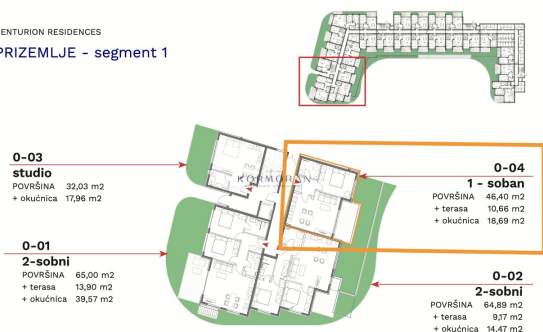 CENTURION RESIDENCES
PRIZEMLJE - segment 1
0-03
studio
POVRŠINA 32,03 m2
+ okućnica 17,96 m2
0-01
2-sobni
POVRŠINA 65,00 m2
+ terasa 13,90 m2
+ okućnica 39,57 m2
KORMORAN
0-04
1 - soban
POVRŠINA 46,40 m2
+ terasa 10,66 m2
+ okućnica 18,69 m2
0-02
2-sobni
POVRŠINA 64,89 m2
+ terasa 9,17 m2
+ okućnica 14.47 m2